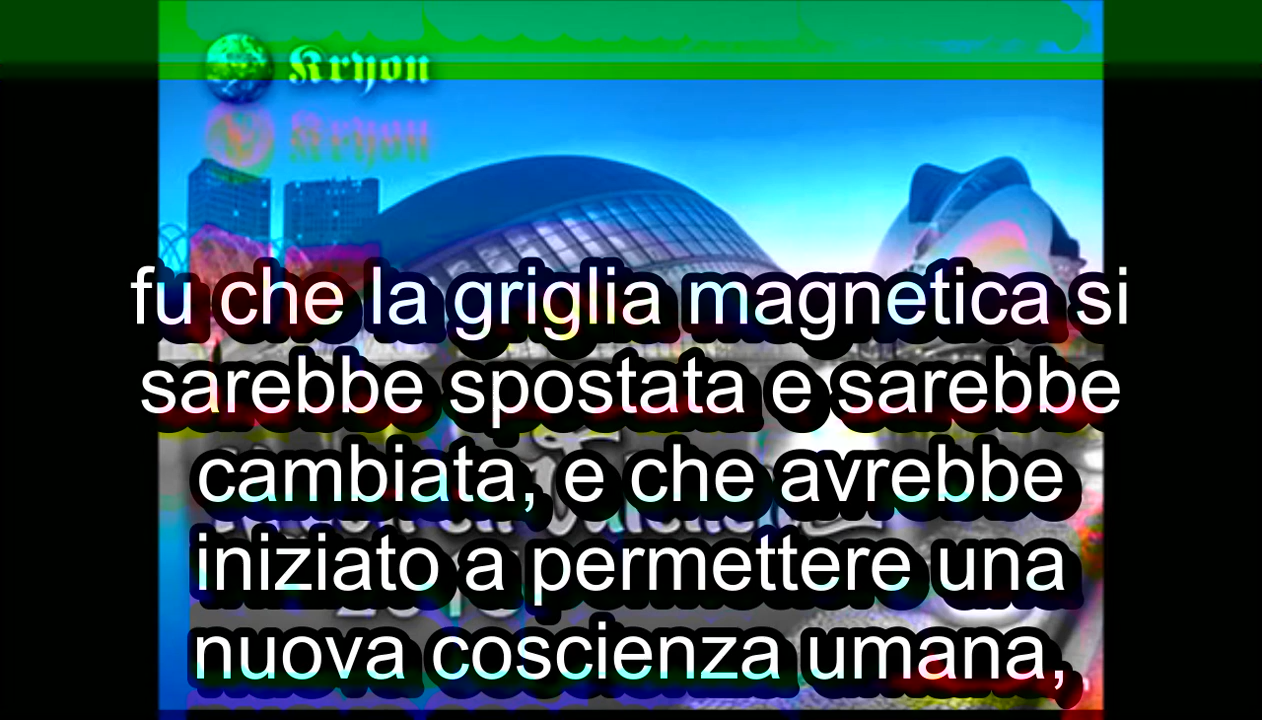 Kryon
Kryon
fu che la griglia magnetica si
sarebbe spostata e sarebbe
cambiata, e che avrebbe
iniziato a permettere una
nuova coscienza umana,